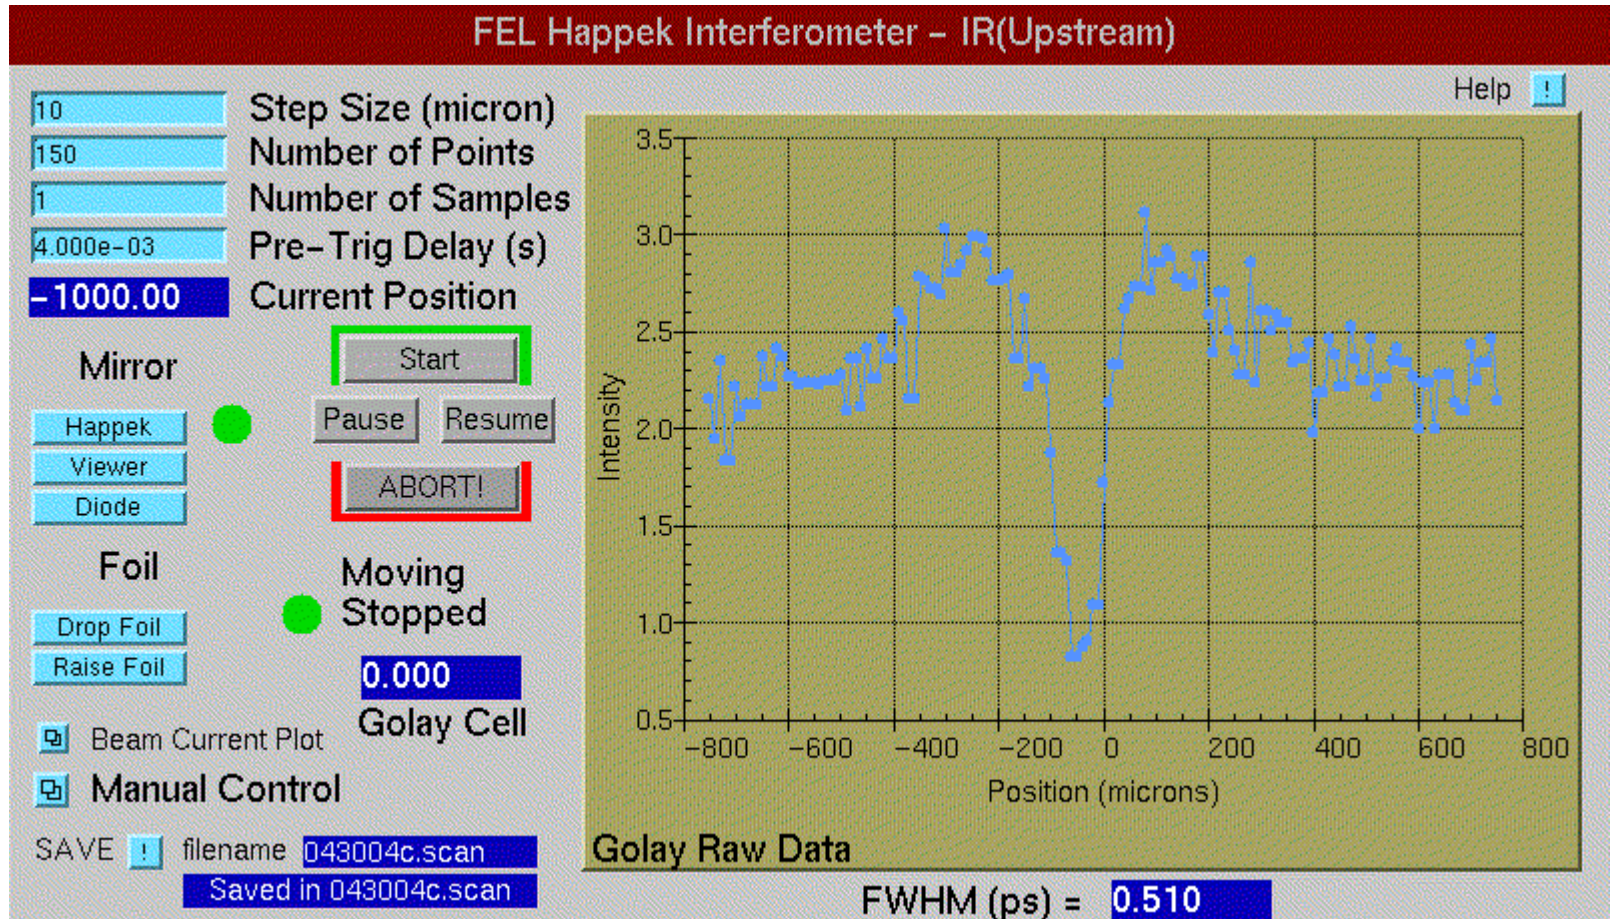 FEL Happek Interferometer - IR(Upstream)
Help !
10 Step Size (micron)
150 Number of Points
1 Number of Samples
4.000e-03 Pre-Trig Delay (s)
-1000.00 Current Position
Mirror
Start
Happek
Pause Resume
Viewer
ABORT!
Diode
Foil
Moving
Stopped
Drop Foil
Raise Foil
0.000
Golay Cell
Beam Current Plot
Manual Control
SAVE ! filename 043004c.scan
Saved in 043004c.scan
3.5
3.0
2.5
2.0
1.5
1.0
0.5
Intensity
-800 -600 -400 -200 0 200 400 600 800
Position (microns)
Golay Raw Data
FWHM (ps) = 0.510